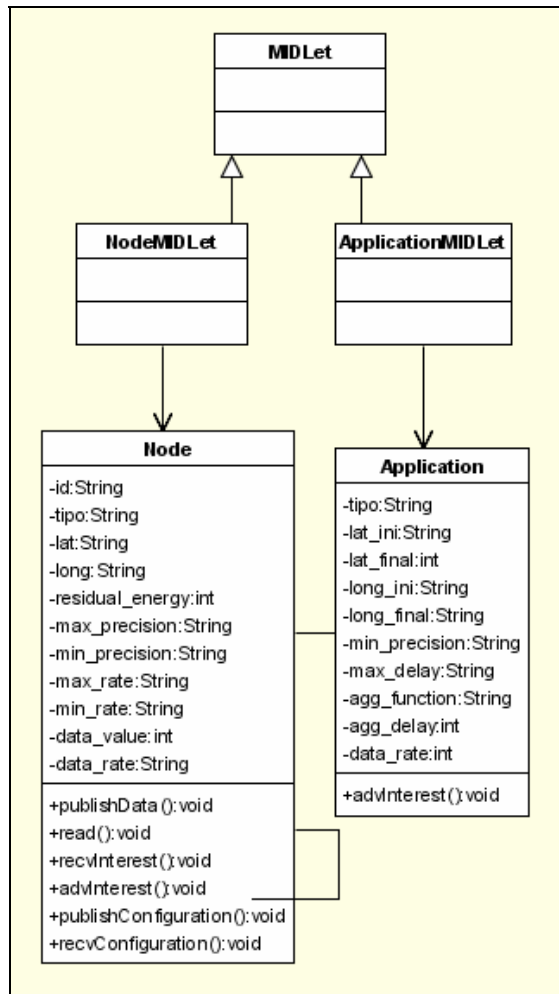 MIDLet
NodeMIDLet
ApplicationMIDLet
Node
-id:String
-tipo:String
-lat:String
-long:String
-residual_energy:int
-max_precision:String
-min_precision:String
-max_rate:String
-min_rate:String
-data_value:int
-data_rate:String
+publishData():void
+read():void
+recvInterest():void
+advInterest():void
+publishConfiguration():void
+recvConfiguration():void
Application
-tipo:String
-lat_ini:String
-lat_final:int
-long_ini:String
-long_final:String
-min_precision:String
-max_delay:String
-agg_function:String
-agg_delay:int
-data_rate:int
+advInterest():void